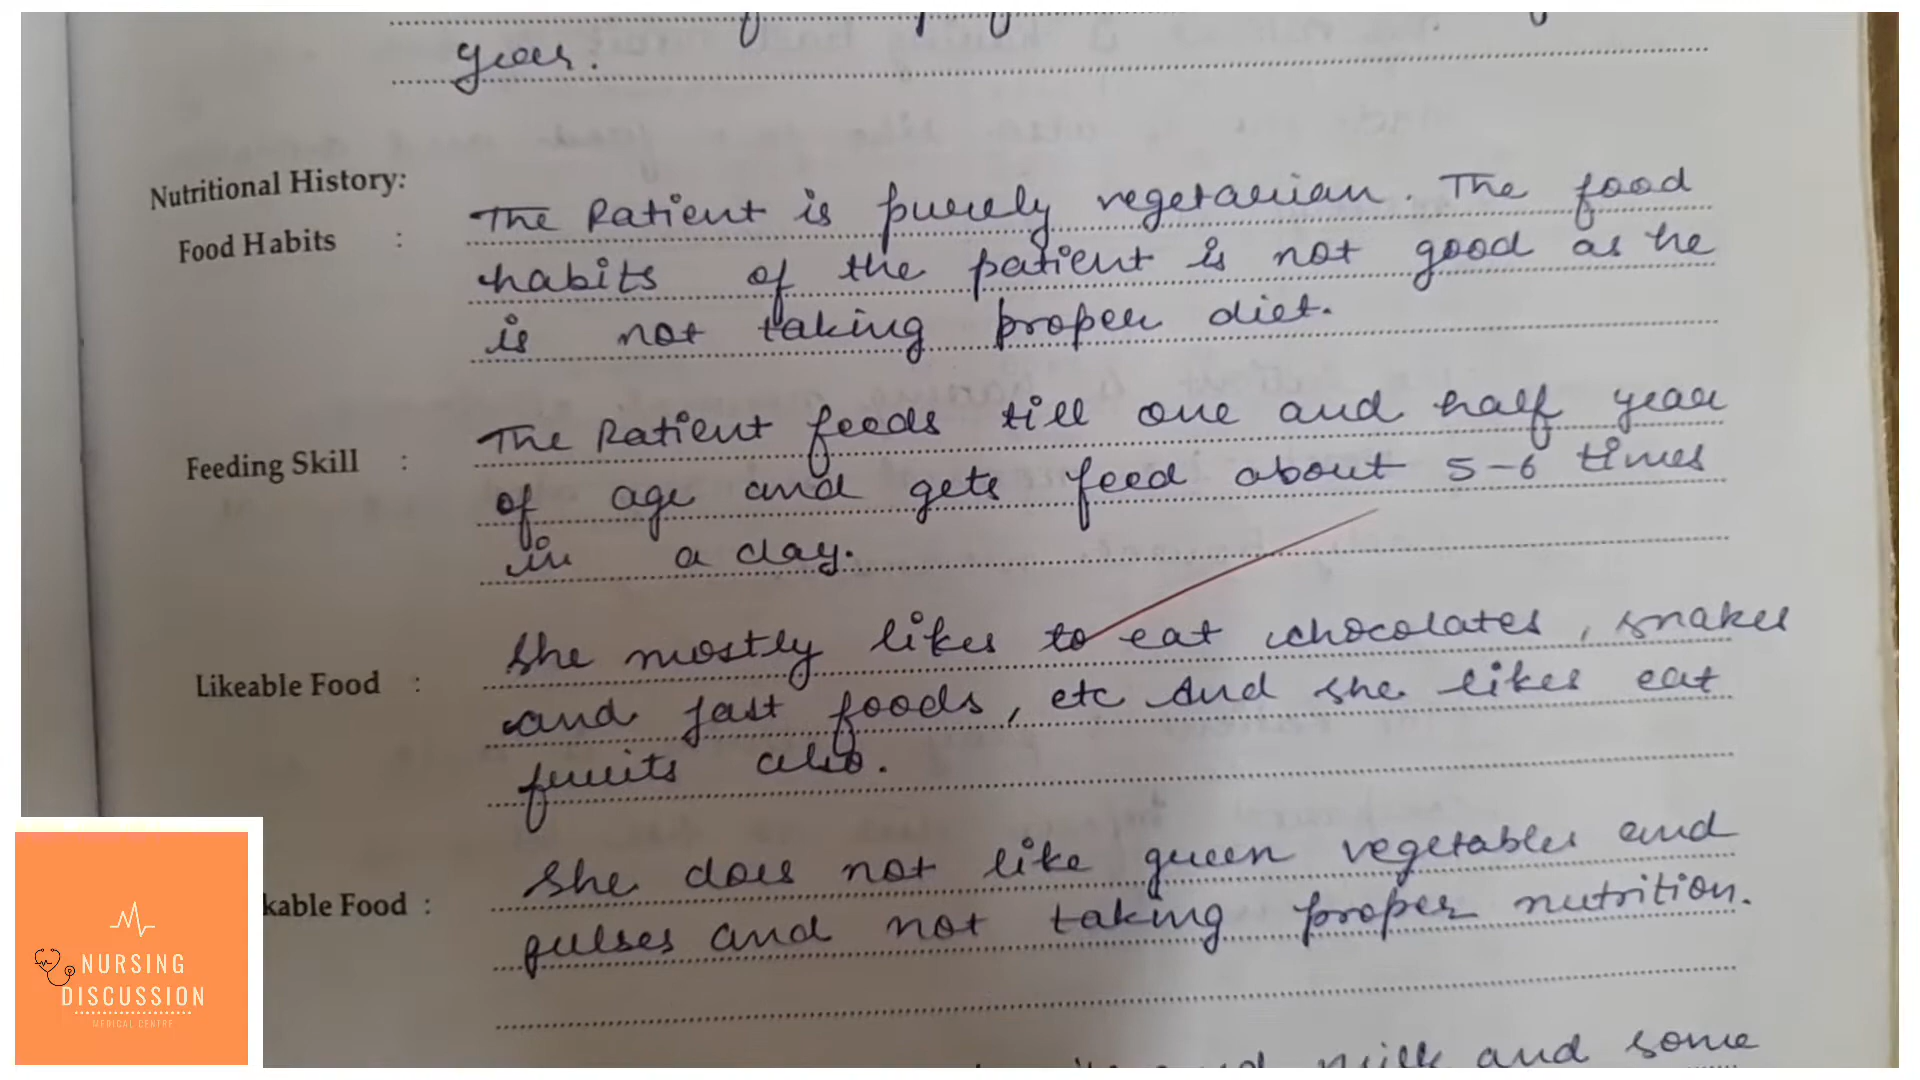 year.
Nutritional History:
The Patient is purely vegetarian. The food
Food Habits :
habits of the patient is not good as he
is not taking proper diet.
The Patient feeds till one and half year
Feeding Skill :
of age and gets feed about 5-6 times
in a day.
She mostly likes to eat chocolates, snakes
Likeable Food :
and fast foods, etc And she likes eat
fruits also.
She does not like green vegetables and
kable Food :
pulses and not taking proper nutrition.
milk and some
NURSING
DISCUSSION
MEDICAL CENTRE